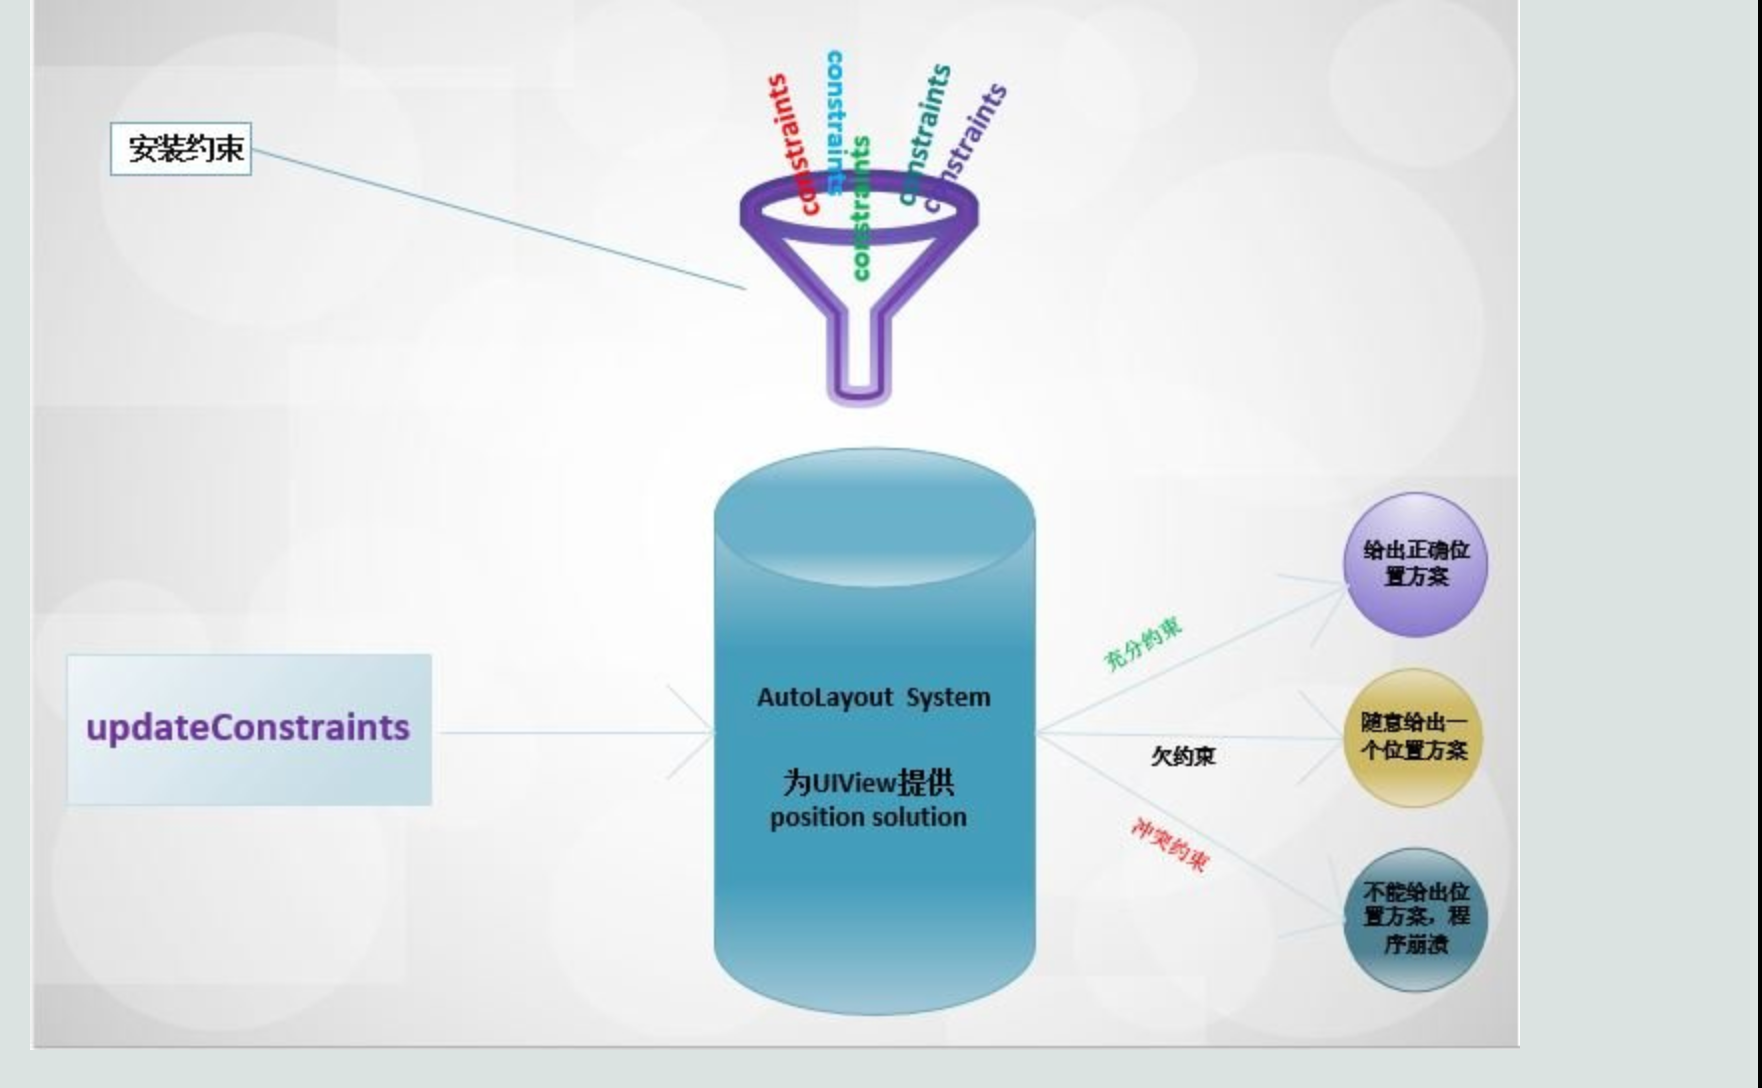 constraints
constraints
constraints
constraints
constraints
安装约束
给出正确位
置方案
充分约束
updateConstraints
AutoLayout System
为UIView提供
position solution
欠约束
随意给出一
个位置方案
冲突约束
不能给出位
置方案，程
序崩溃